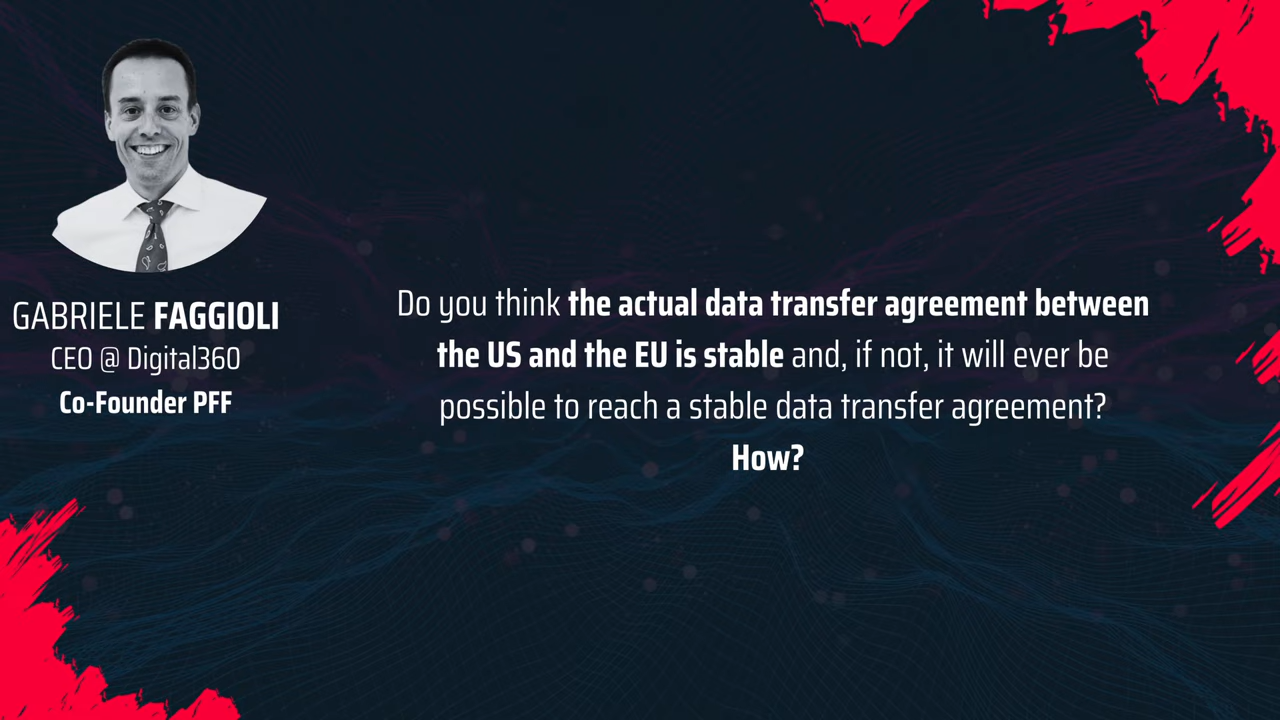 GABRIELE FAGGIOLI
CEO @ Digital360
Co-Founder PFF
Do you think the actual data transfer agreement between
the US and the EU is stable and, if not, it will ever be
possible to reach a stable data transfer agreement?
How?